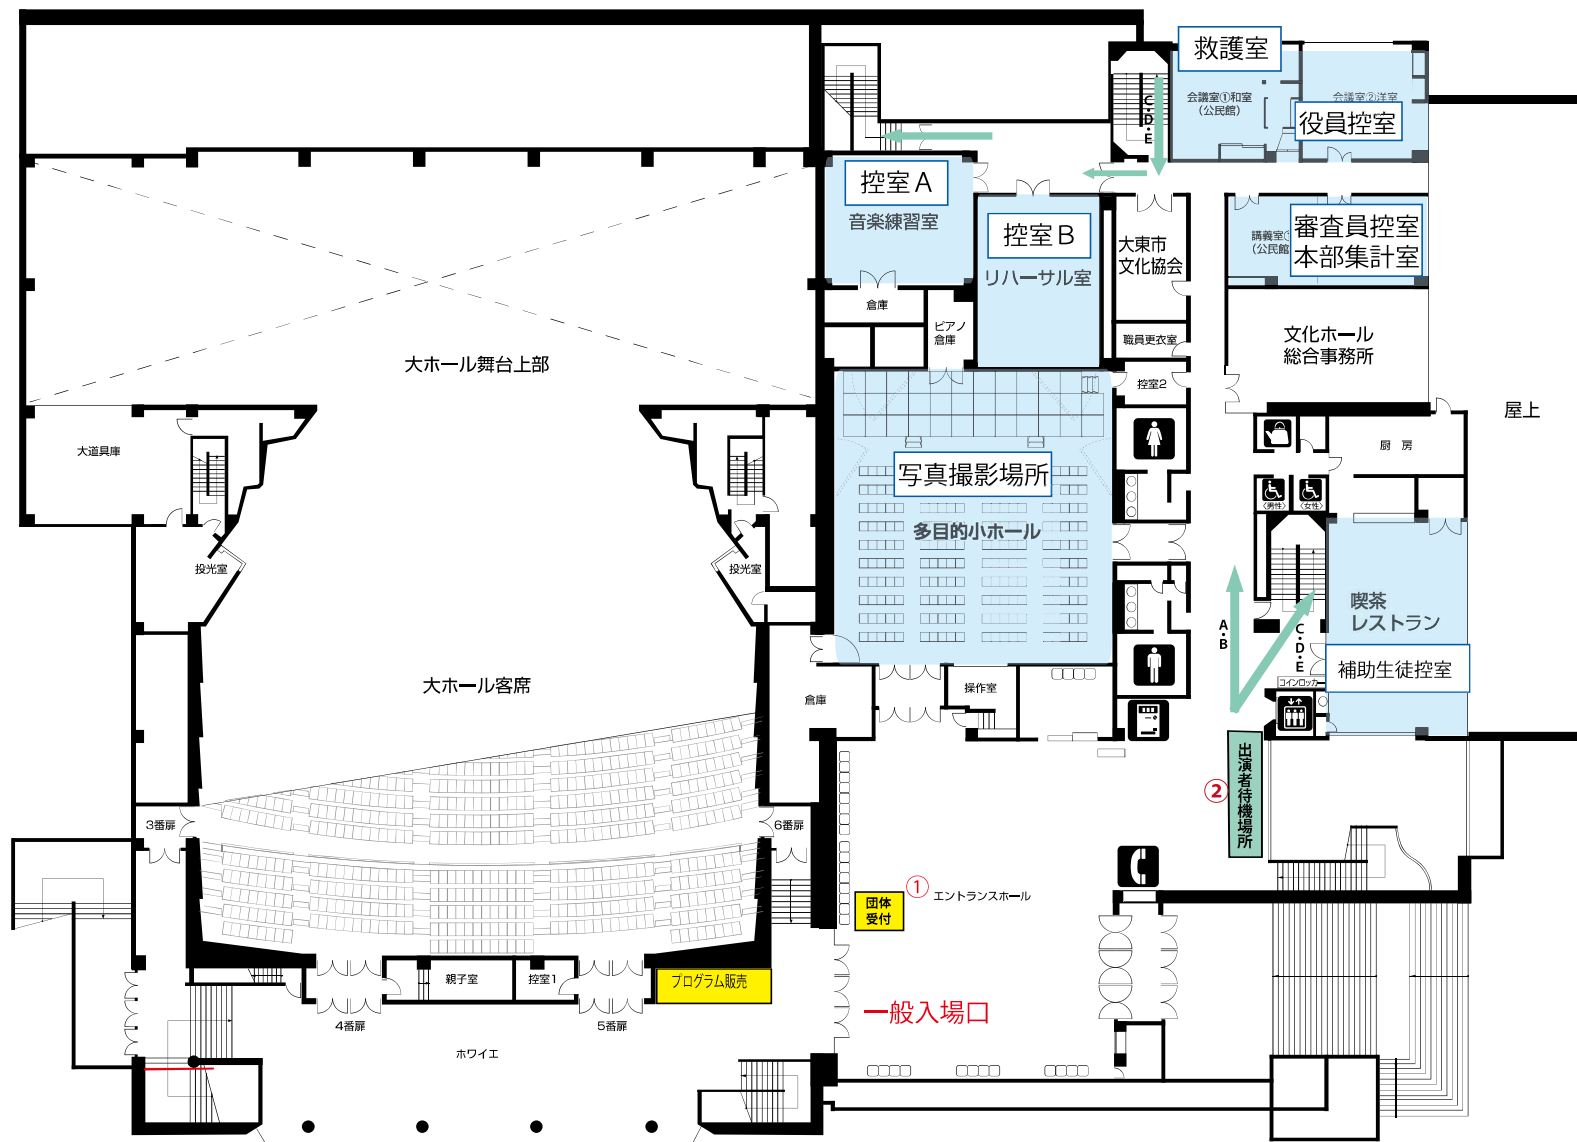 救護室
会議室①和室
（公民館）
会議室②洋室
役員控室
C・D・E
控室A
音楽練習室
控室B
リハーサル室
大東市
文化協会
講義室
（公民館
審査員控室
本部集計室
倉庫
ピアノ
倉庫
職員更衣室
文化ホール
総合事務所
大ホール舞台上部
控室2
屋上
大道具庫
厨 房
写真撮影場所
多目的小ホール
（男性）
（女性）
投光室
投光室
喫茶
レストラン
A・B
C・D・E
補助生徒控室
コインロッカー
大ホール客席
倉庫
操作室
出演者待機場所
②
3番扉
6番扉
①
エントランスホール
団体
受付
親子室
控室1
プログラム販売
一般入場口
4番扉
5番扉
ホワイエ